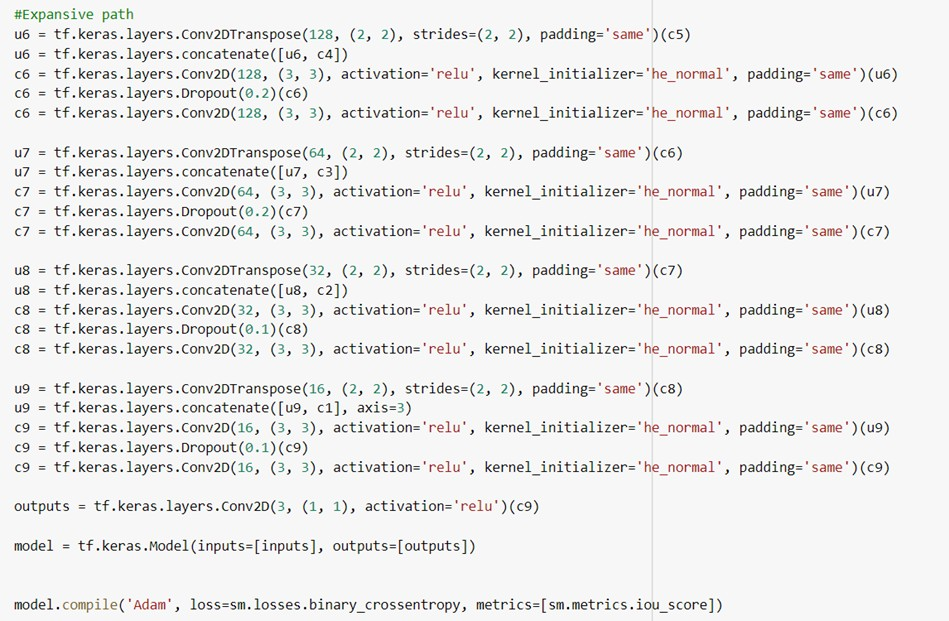 #Expansive path
u6 = tf.keras.layers.Conv2DTranspose(128, (2, 2), strides=(2, 2), padding='same')(c5)
u6 = tf.keras.layers.concatenate([u6, c4])
c6 = tf.keras.layers.Conv2D(128, (3, 3), activation='relu', kernel_initializer='he_normal', padding='same')(u6)
c6 = tf.keras.layers.Dropout(0.2)(c6)
c6 = tf.keras.layers.Conv2D(128, (3, 3), activation='relu', kernel_initializer='he_normal', padding='same')(c6)

u7 = tf.keras.layers.Conv2DTranspose(64, (2, 2), strides=(2, 2), padding='same')(c6)
u7 = tf.keras.layers.concatenate([u7, c3])
c7 = tf.keras.layers.Conv2D(64, (3, 3), activation='relu', kernel_initializer='he_normal', padding='same')(u7)
c7 = tf.keras.layers.Dropout(0.2)(c7)
c7 = tf.keras.layers.Conv2D(64, (3, 3), activation='relu', kernel_initializer='he_normal', padding='same')(c7)

u8 = tf.keras.layers.Conv2DTranspose(32, (2, 2), strides=(2, 2), padding='same')(c7)
u8 = tf.keras.layers.concatenate([u8, c2])
c8 = tf.keras.layers.Conv2D(32, (3, 3), activation='relu', kernel_initializer='he_normal', padding='same')(u8)
c8 = tf.keras.layers.Dropout(0.1)(c8)
c8 = tf.keras.layers.Conv2D(32, (3, 3), activation='relu', kernel_initializer='he_normal', padding='same')(c8)

u9 = tf.keras.layers.Conv2DTranspose(16, (2, 2), strides=(2, 2), padding='same')(c8)
u9 = tf.keras.layers.concatenate([u9, c1], axis=3)
c9 = tf.keras.layers.Conv2D(16, (3, 3), activation='relu', kernel_initializer='he_normal', padding='same')(u9)
c9 = tf.keras.layers.Dropout(0.1)(c9)
c9 = tf.keras.layers.Conv2D(16, (3, 3), activation='relu', kernel_initializer='he_normal', padding='same')(c9)

outputs = tf.keras.layers.Conv2D(3, (1, 1), activation='relu')(c9)

model = tf.keras.Model(inputs=[inputs], outputs=[outputs])

model.compile('Adam', loss=sm.losses.binary_crossentropy, metrics=[sm.metrics.iou_score])